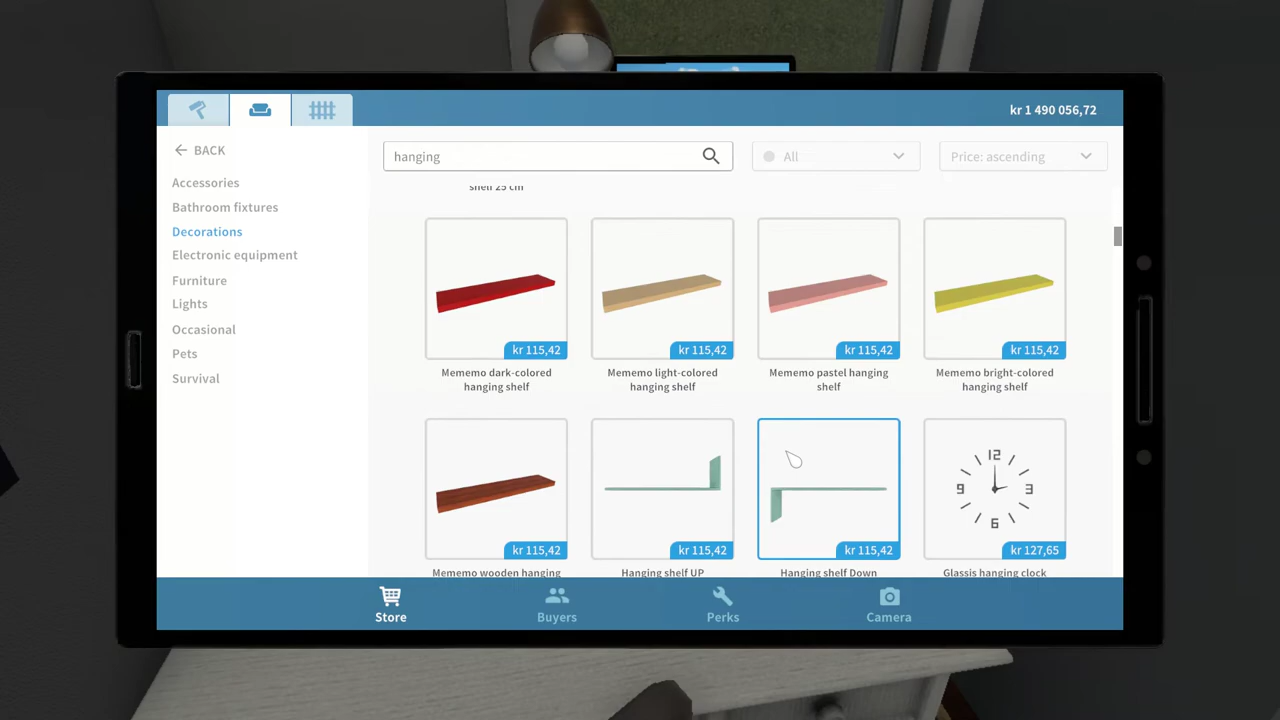 kr 1 490 056,72
BACK
hanging
All
Price: ascending
Accessories
Bathroom fixtures
Decorations
Electronic equipment
Furniture
Lights
Occasional
Pets
Survival
shelf 25 cm
kr 115,42
kr 115,42
kr 115,42
kr 115,42
Mememo dark-colored
hanging shelf
Mememo light-colored
hanging shelf
Mememo pastel hanging
shelf
Mememo bright-colored
hanging shelf
12
9
3
6
kr 115,42
kr 115,42
kr 115,42
kr 127,65
Mememo wooden hanging
Hanging shelf UP
Hanging shelf Down
Glassis hanging clock
Store
Buyers
Perks
Camera